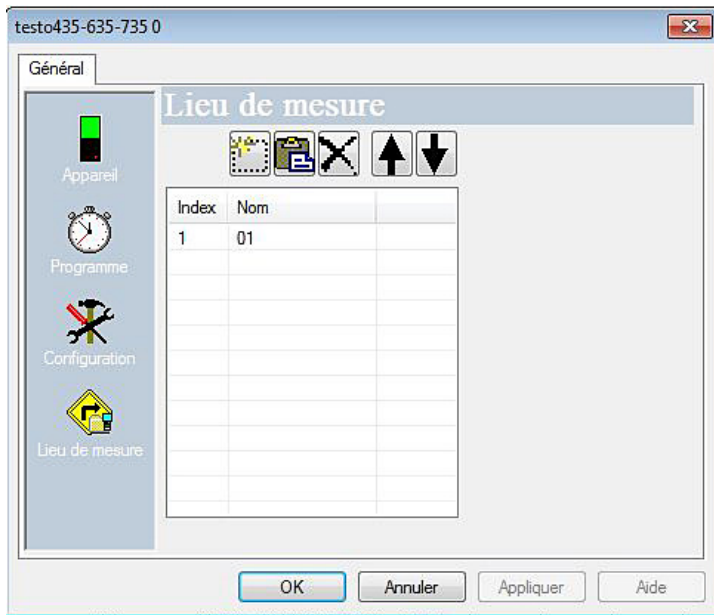 testo435-635-735 0
Général
Lieu de mesure
Appareil
Programme
Configuration
Lieu de mesure
Index Nom
1 01
OK Annuler Appliquer Aide